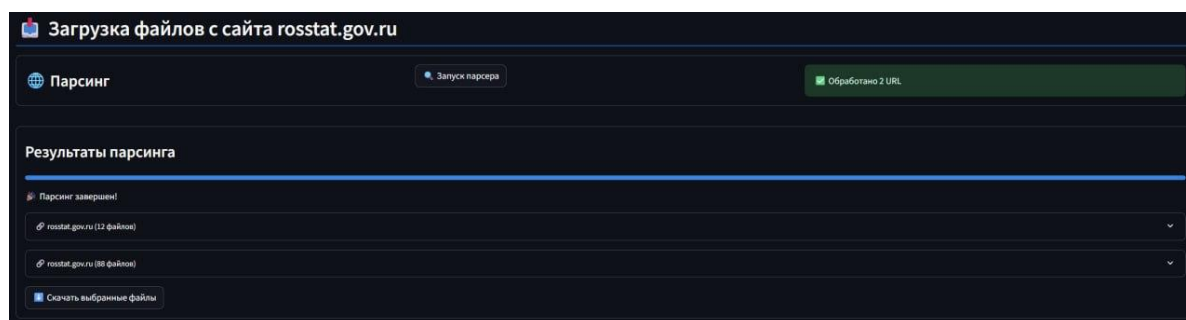 Загрузка файлов с сайта rosstat.gov.ru
Парсинг
Запуск парсера
Обработано 2 URL
Результаты парсинга
Парсинг завершен!
rosstat.gov.ru (12 файлов)
rosstat.gov.ru (88 файлов)
Скачать выбранные файлы